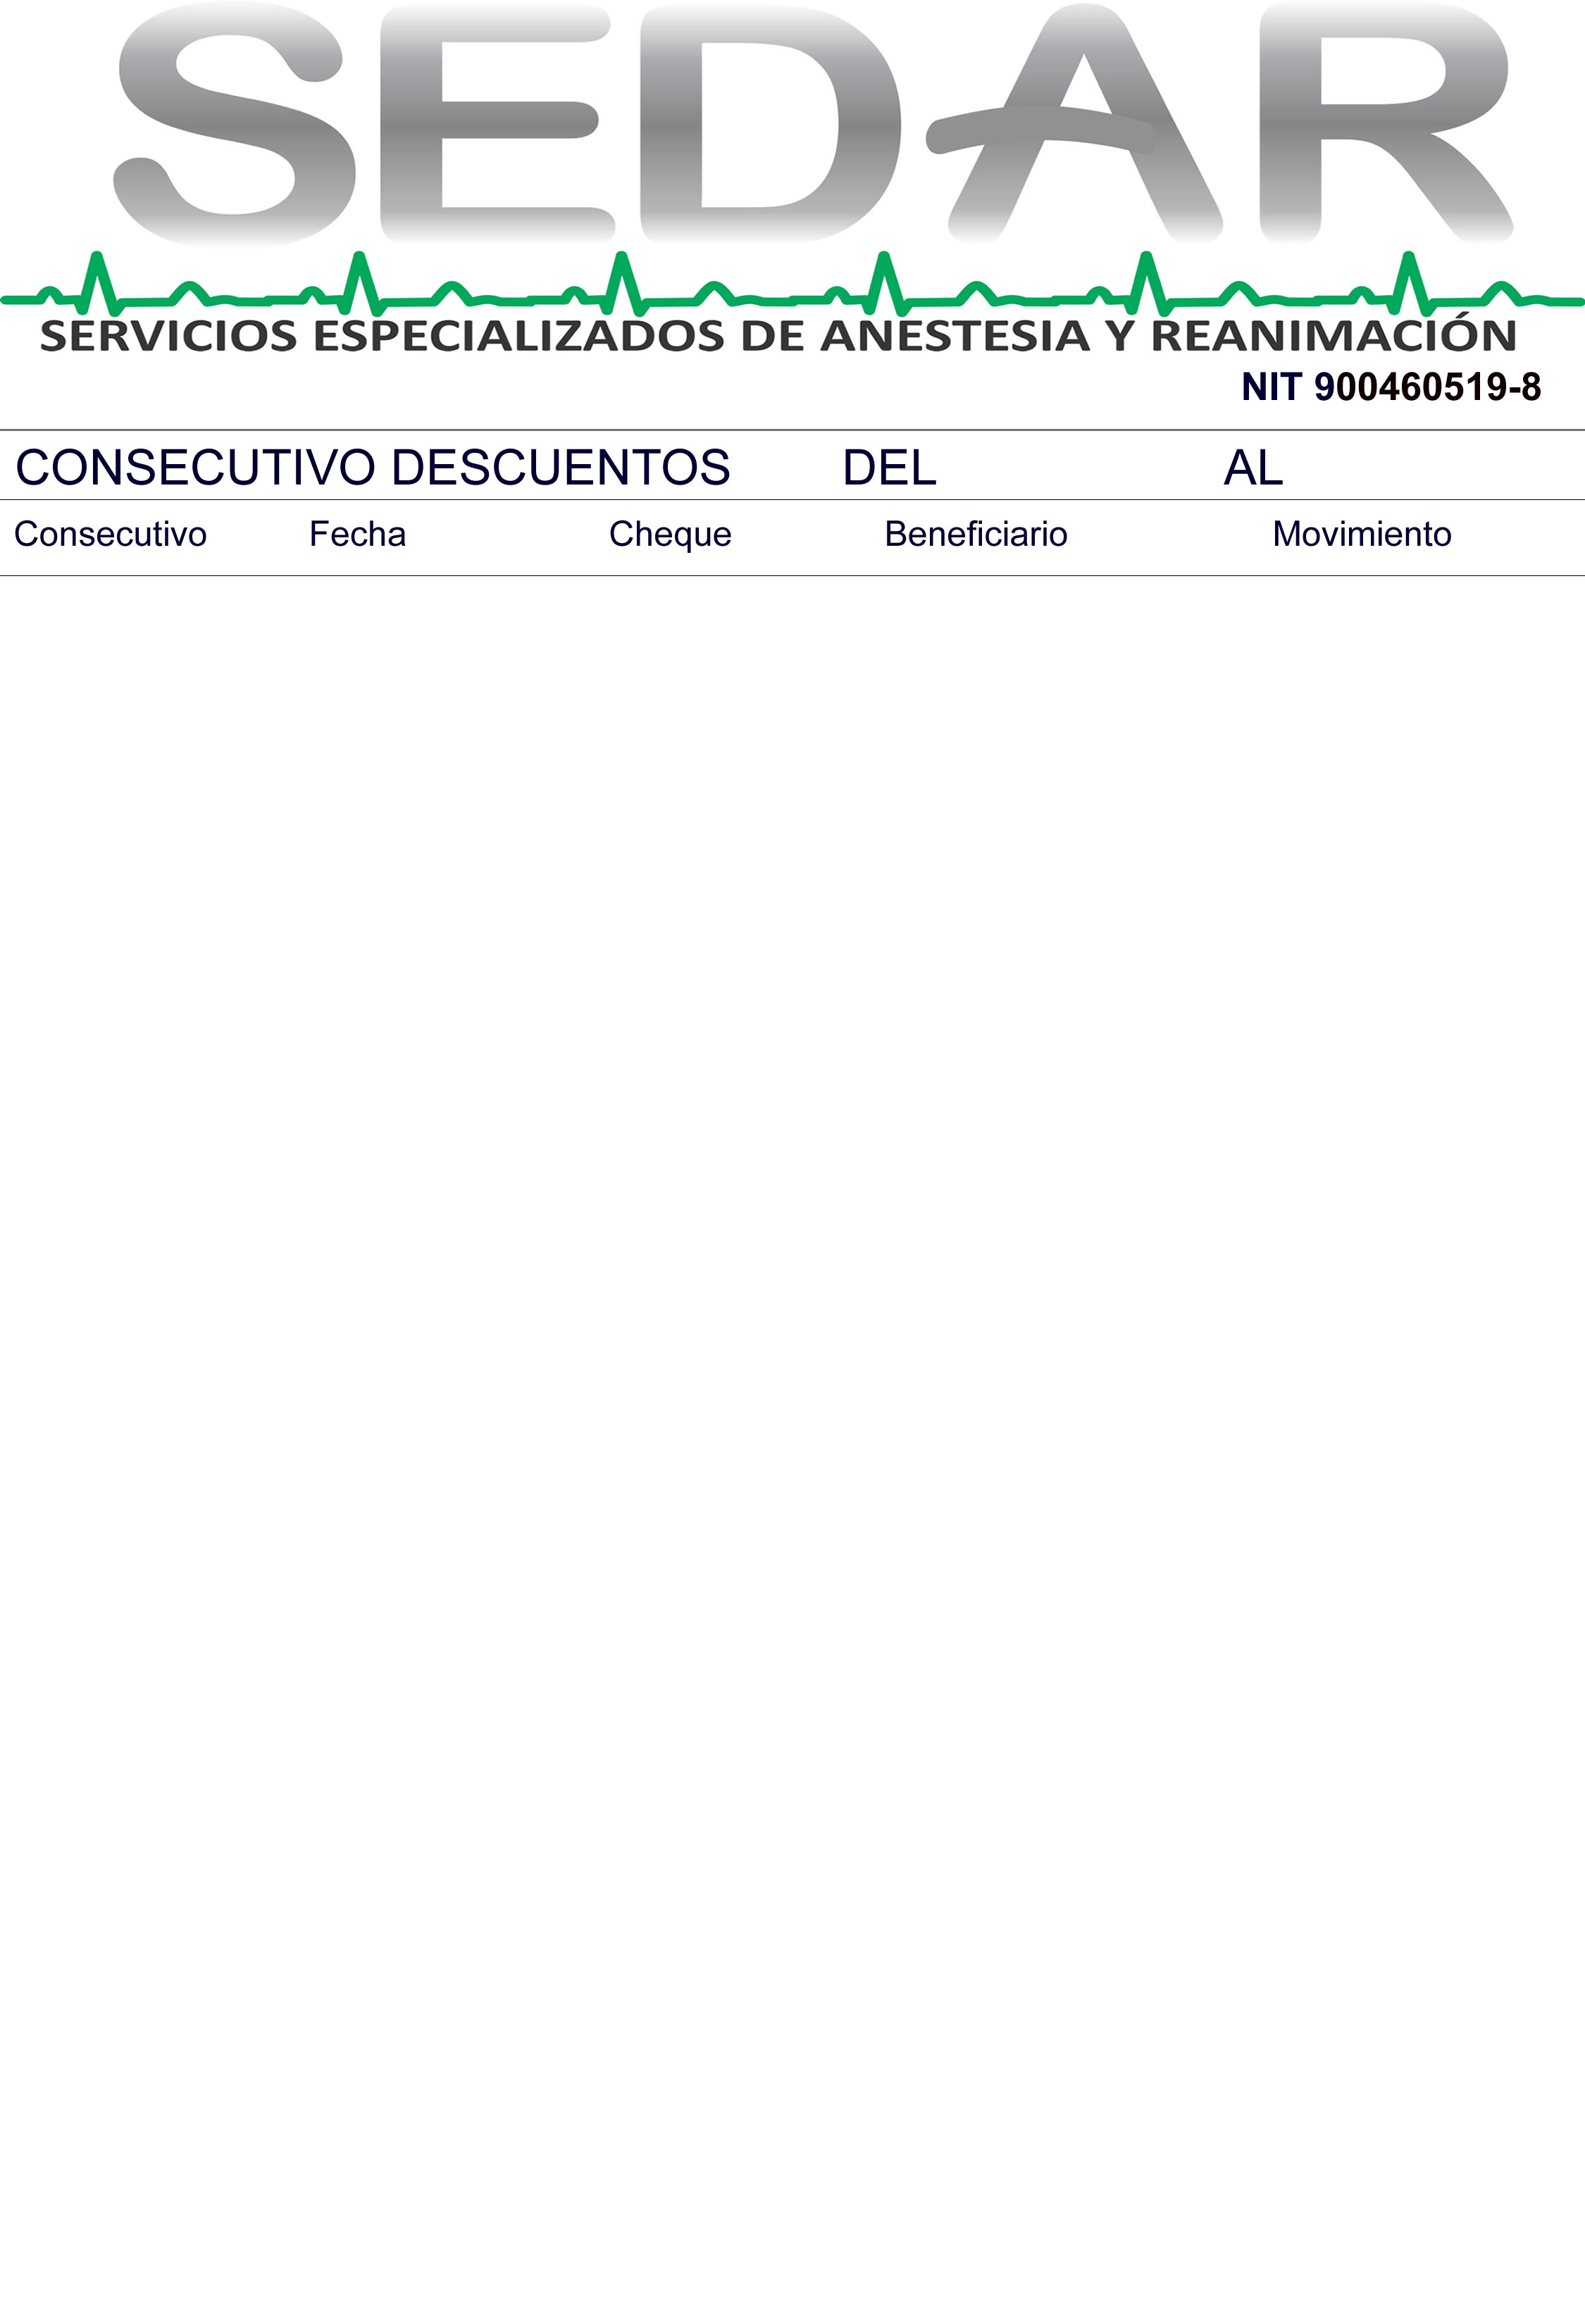 SEDAR
SERVICIOS ESPECIALIZADOS DE ANESTESIA Y REANIMACIÓN
NIT 900460519-8
CONSECUTIVO DESCUENTOS DEL AL
Consecutivo Fecha Cheque Beneficiario Movimiento